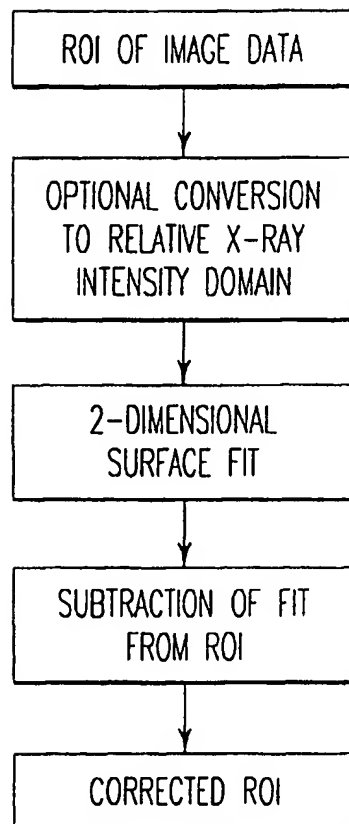 ROI OF IMAGE DATA
OPTIONAL CONVERSION
TO RELATIVE X-RAY
INTENSITY DOMAIN
2-DIMENSIONAL
SURFACE FIT
SUBTRACTION OF FIT
FROM ROI
CORRECTED ROI